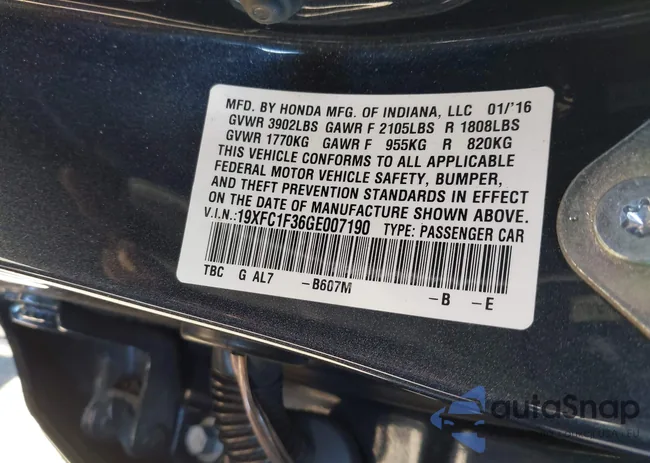 MFD. BY HONDA MFG. OF INDIANA, LLC 01/'16
GVWR 3902LBS GAWR F 2105LBS R 1808LBS
GVWR 1770KG GAWR F 955KG R 820KG
THIS VEHICLE CONFORMS TO ALL APPLICABLE
FEDERAL MOTOR VEHICLE SAFETY, BUMPER,
AND THEFT PREVENTION STANDARDS IN EFFECT
ON THE DATE OF MANUFACTURE SHOWN ABOVE.
V.I.N.:19XFC1F36GE007190 TYPE: PASSENGER CAR
TBC G AL7 -B607M -B -E
autoSnap